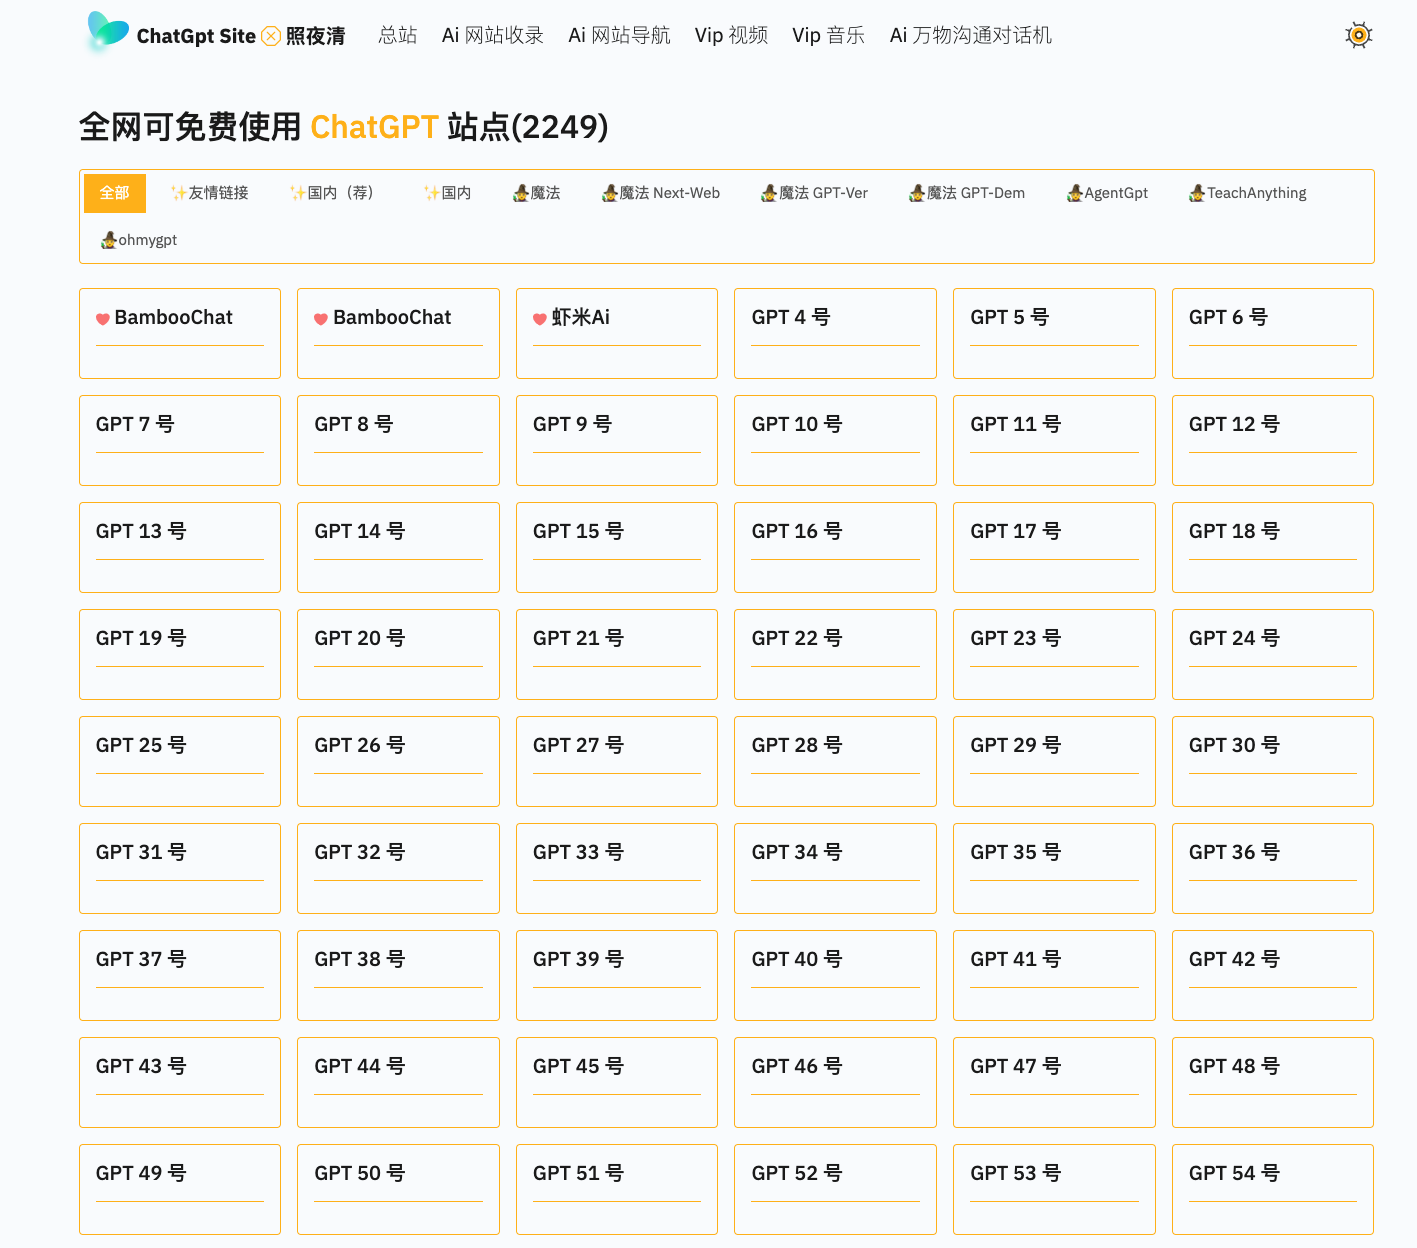 ChatGpt Site 照夜清 总站 Ai 网站收录 Ai 网站导航 Vip 视频 Vip 音乐 Ai 万物沟通对话机
全网可免费使用 ChatGPT 站点(2249)
全部 ✨友情链接 ✨国内（荐） ✨国内 🧙‍♀️魔法 🧙‍♀️魔法 Next-Web 🧙‍♀️魔法 GPT-Ver 🧙‍♀️魔法 GPT-Dem 🧙‍♀️AgentGpt 🧙‍♀️TeachAnything
🧙‍♀️ohmygpt
BambooChat BambooChat 虾米Ai GPT 4 号 GPT 5 号 GPT 6 号
GPT 7 号 GPT 8 号 GPT 9 号 GPT 10 号 GPT 11 号 GPT 12 号
GPT 13 号 GPT 14 号 GPT 15 号 GPT 16 号 GPT 17 号 GPT 18 号
GPT 19 号 GPT 20 号 GPT 21 号 GPT 22 号 GPT 23 号 GPT 24 号
GPT 25 号 GPT 26 号 GPT 27 号 GPT 28 号 GPT 29 号 GPT 30 号
GPT 31 号 GPT 32 号 GPT 33 号 GPT 34 号 GPT 35 号 GPT 36 号
GPT 37 号 GPT 38 号 GPT 39 号 GPT 40 号 GPT 41 号 GPT 42 号
GPT 43 号 GPT 44 号 GPT 45 号 GPT 46 号 GPT 47 号 GPT 48 号
GPT 49 号 GPT 50 号 GPT 51 号 GPT 52 号 GPT 53 号 GPT 54 号